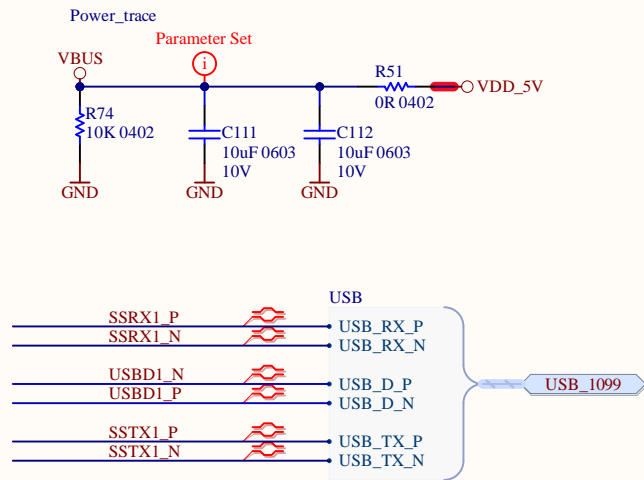 Power_trace
Parameter Set
i
VBUS
R51
0R 0402
VDD_5V
R74
10K 0402
C111
10uF 0603
10V
C112
10uF 0603
10V
GND
GND
GND
USB
SSRX1_P
USB_RX_P
SSRX1_N
USB_RX_N
USBD1_N
USB_D_P
USB_1099
USBD1_P
USB_D_N
SSTX1_P
USB_TX_P
SSTX1_N
USB_TX_N